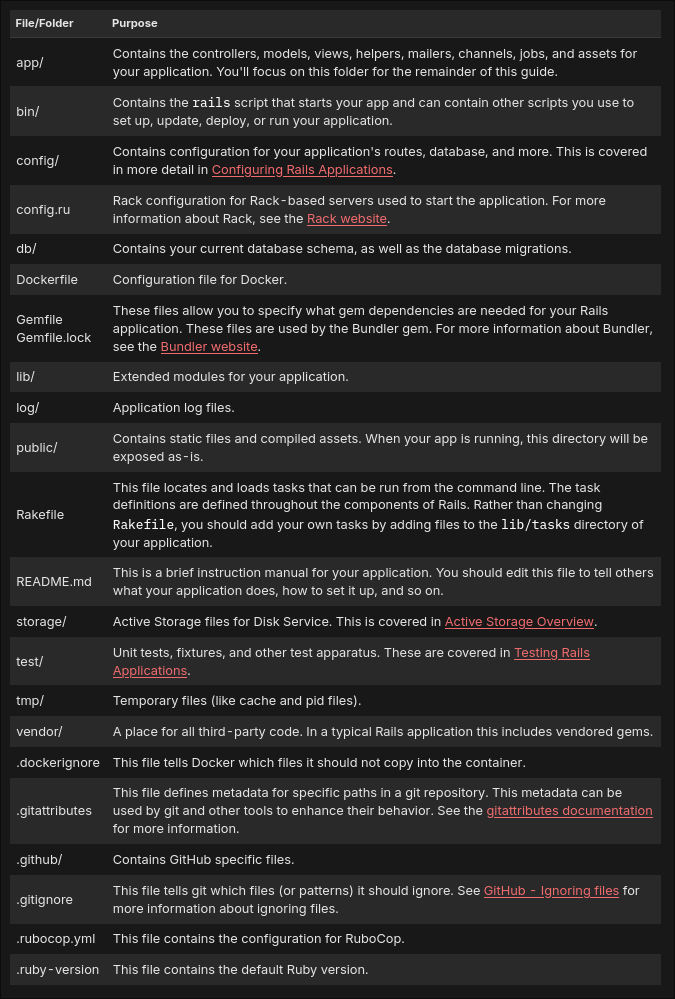 File/Folder Purpose
app/ Contains the controllers, models, views, helpers, mailers, channels, jobs, and assets for
your application. You'll focus on this folder for the remainder of this guide.
bin/ Contains the rails script that starts your app and can contain other scripts you use to
set up, update, deploy, or run your application.
config/ Contains configuration for your application's routes, database, and more. This is covered
in more detail in Configuring Rails Applications.
config.ru Rack configuration for Rack-based servers used to start the application. For more
information about Rack, see the Rack website.
db/ Contains your current database schema, as well as the database migrations.
Dockerfile Configuration file for Docker.
Gemfile
Gemfile.lock
These files allow you to specify what gem dependencies are needed for your Rails
application. These files are used by the Bundler gem. For more information about Bundler,
see the Bundler website.
lib/ Extended modules for your application.
log/ Application log files.
public/ Contains static files and compiled assets. When your app is running, this directory will be
exposed as-is.
Rakefile This file locates and loads tasks that can be run from the command line. The task
definitions are defined throughout the components of Rails. Rather than changing
Rakefile, you should add your own tasks by adding files to the lib/tasks directory of
your application.
README.md This is a brief instruction manual for your application. You should edit this file to tell others
what your application does, how to set it up, and so on.
storage/ Active Storage files for Disk Service. This is covered in Active Storage Overview.
test/ Unit tests, fixtures, and other test apparatus. These are covered in Testing Rails
Applications.
tmp/ Temporary files (like cache and pid files).
vendor/ A place for all third-party code. In a typical Rails application this includes vendored gems.
.dockerignore This file tells Docker which files it should not copy into the container.
.gitattributes This file defines metadata for specific paths in a git repository. This metadata can be
used by git and other tools to enhance their behavior. See the gitattributes documentation
for more information.
.github/ Contains GitHub specific files.
.gitignore This file tells git which files (or patterns) it should ignore. See GitHub - Ignoring files for
more information about ignoring files.
.rubocop.yml This file contains the configuration for RuboCop.
.ruby-version This file contains the default Ruby version.